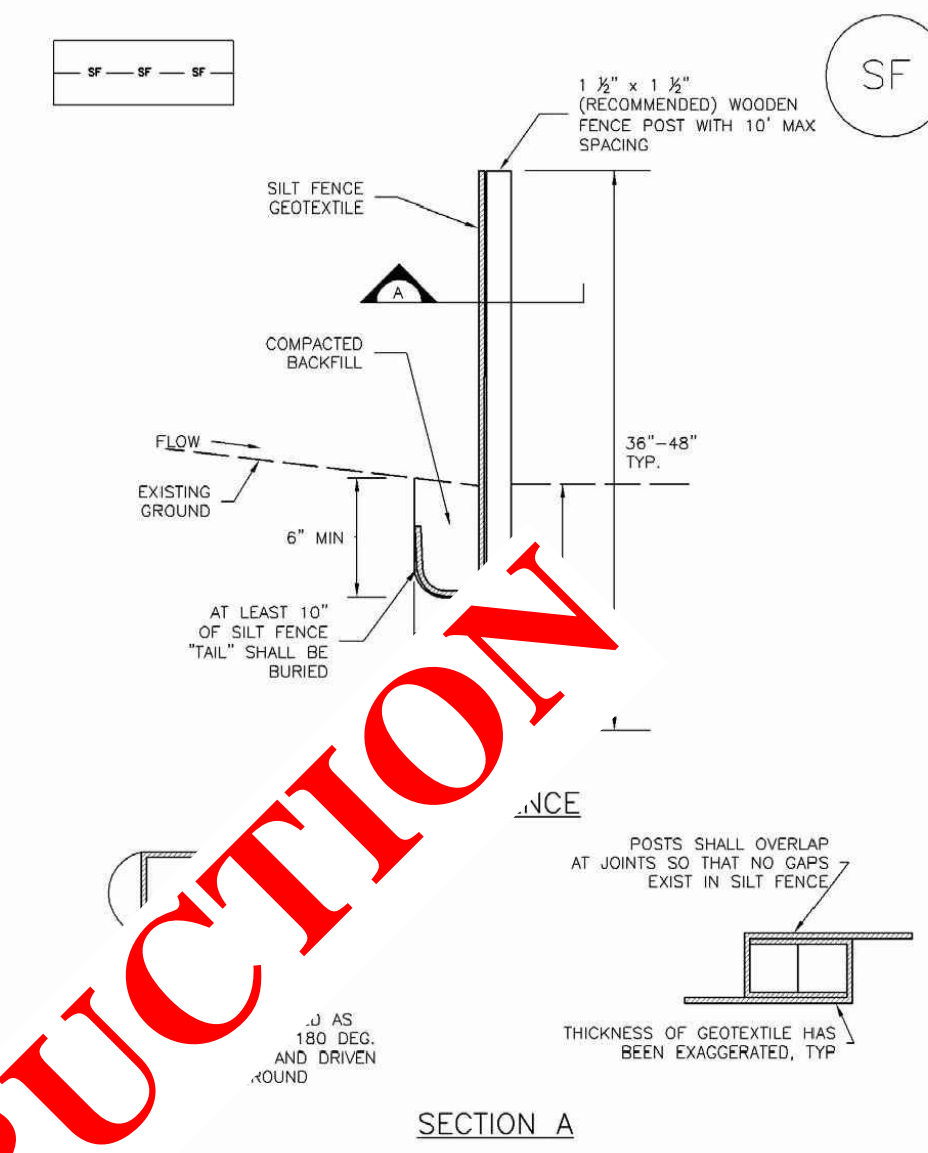 SF SF SF
SF
1 ½" x 1 ½"
(RECOMMENDED) WOODEN
FENCE POST WITH 10' MAX
SPACING
SILT FENCE
GEOTEXTILE
A
COMPACTED
BACKFILL
FLOW
36"-48"
TYP.
EXISTING
GROUND
6" MIN
AT LEAST 10"
OF SILT FENCE
"TAIL" SHALL BE
BURIED
POSTS SHALL OVERLAP
AT JOINTS SO THAT NO GAPS
EXIST IN SILT FENCE
AS
180 DEG.
AND DRIVEN
THICKNESS OF GEOTEXTILE HAS
BEEN EXAGGERATED, TYP
SECTION A